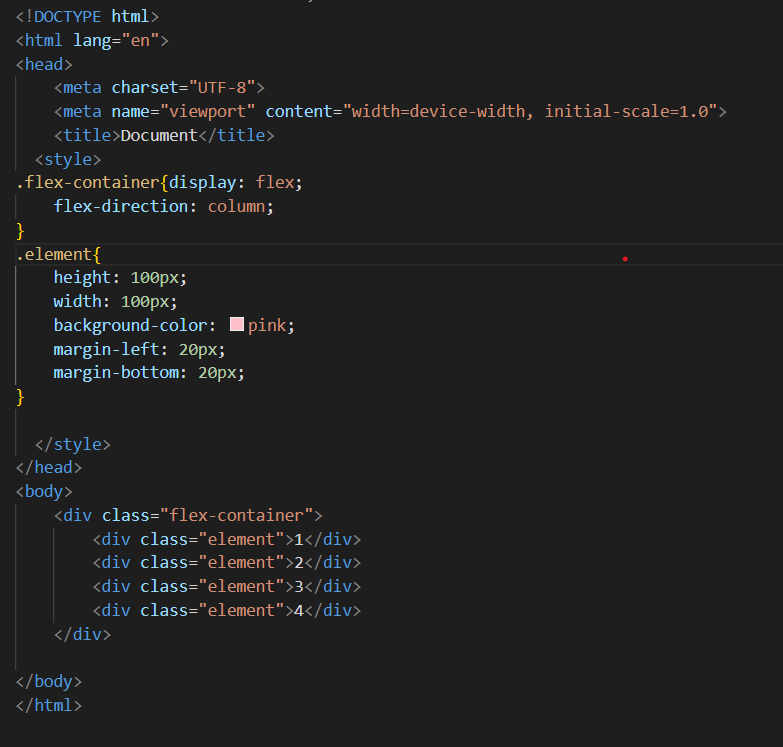 <!DOCTYPE html>
<html lang="en">
<head>
    <meta charset="UTF-8">
    <meta name="viewport" content="width=device-width, initial-scale=1.0">
    <title>Document</title>
  <style>
.flex-container{display: flex;
    flex-direction: column;
}
.element{
    height: 100px;
    width: 100px;
    background-color: pink;
    margin-left: 20px;
    margin-bottom: 20px;
}
  </style>
</head>
<body>
    <div class="flex-container">
        <div class="element">1</div>
        <div class="element">2</div>
        <div class="element">3</div>
        <div class="element">4</div>
    </div>
</body>
</html>